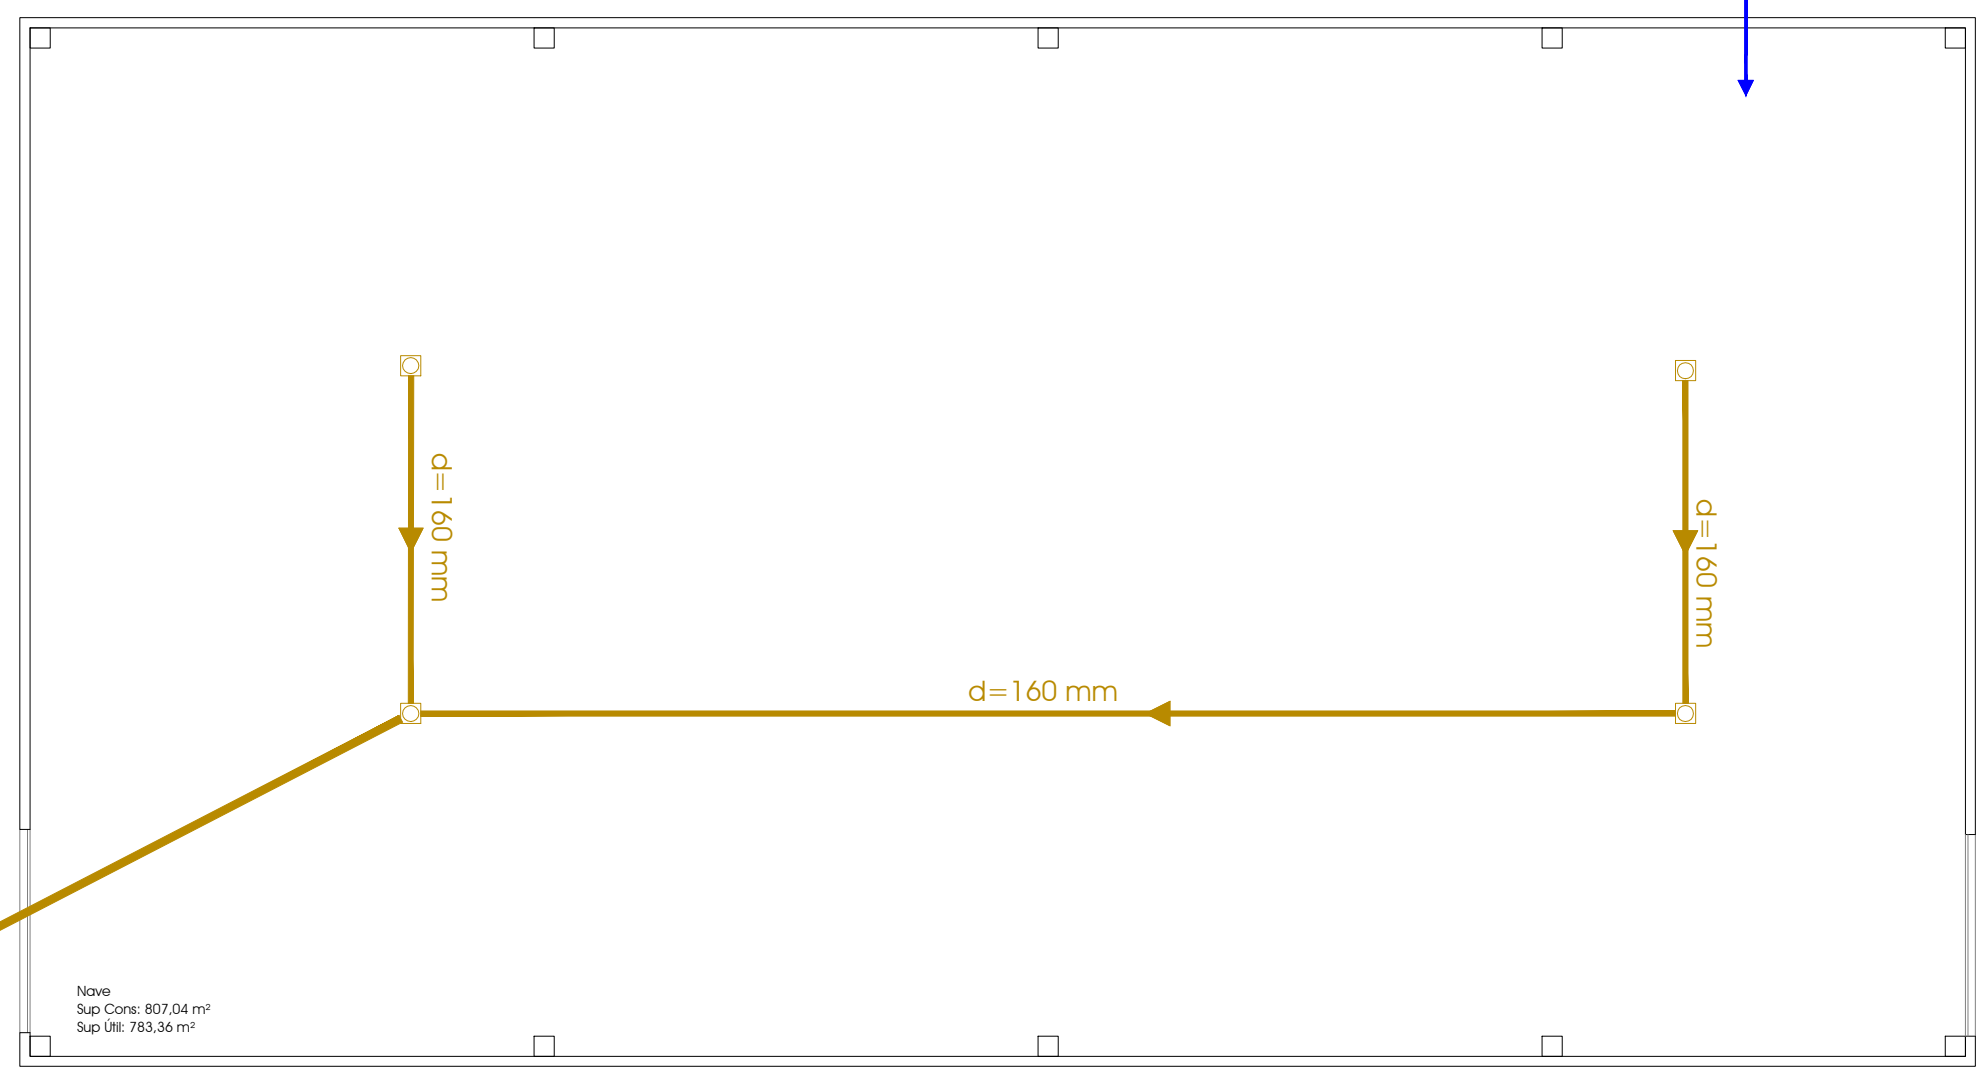 d=160 mm
d=160 mm
d=160 mm
Nave
Sup Cons: 807,04 m²
Sup Útil: 783,36 m²